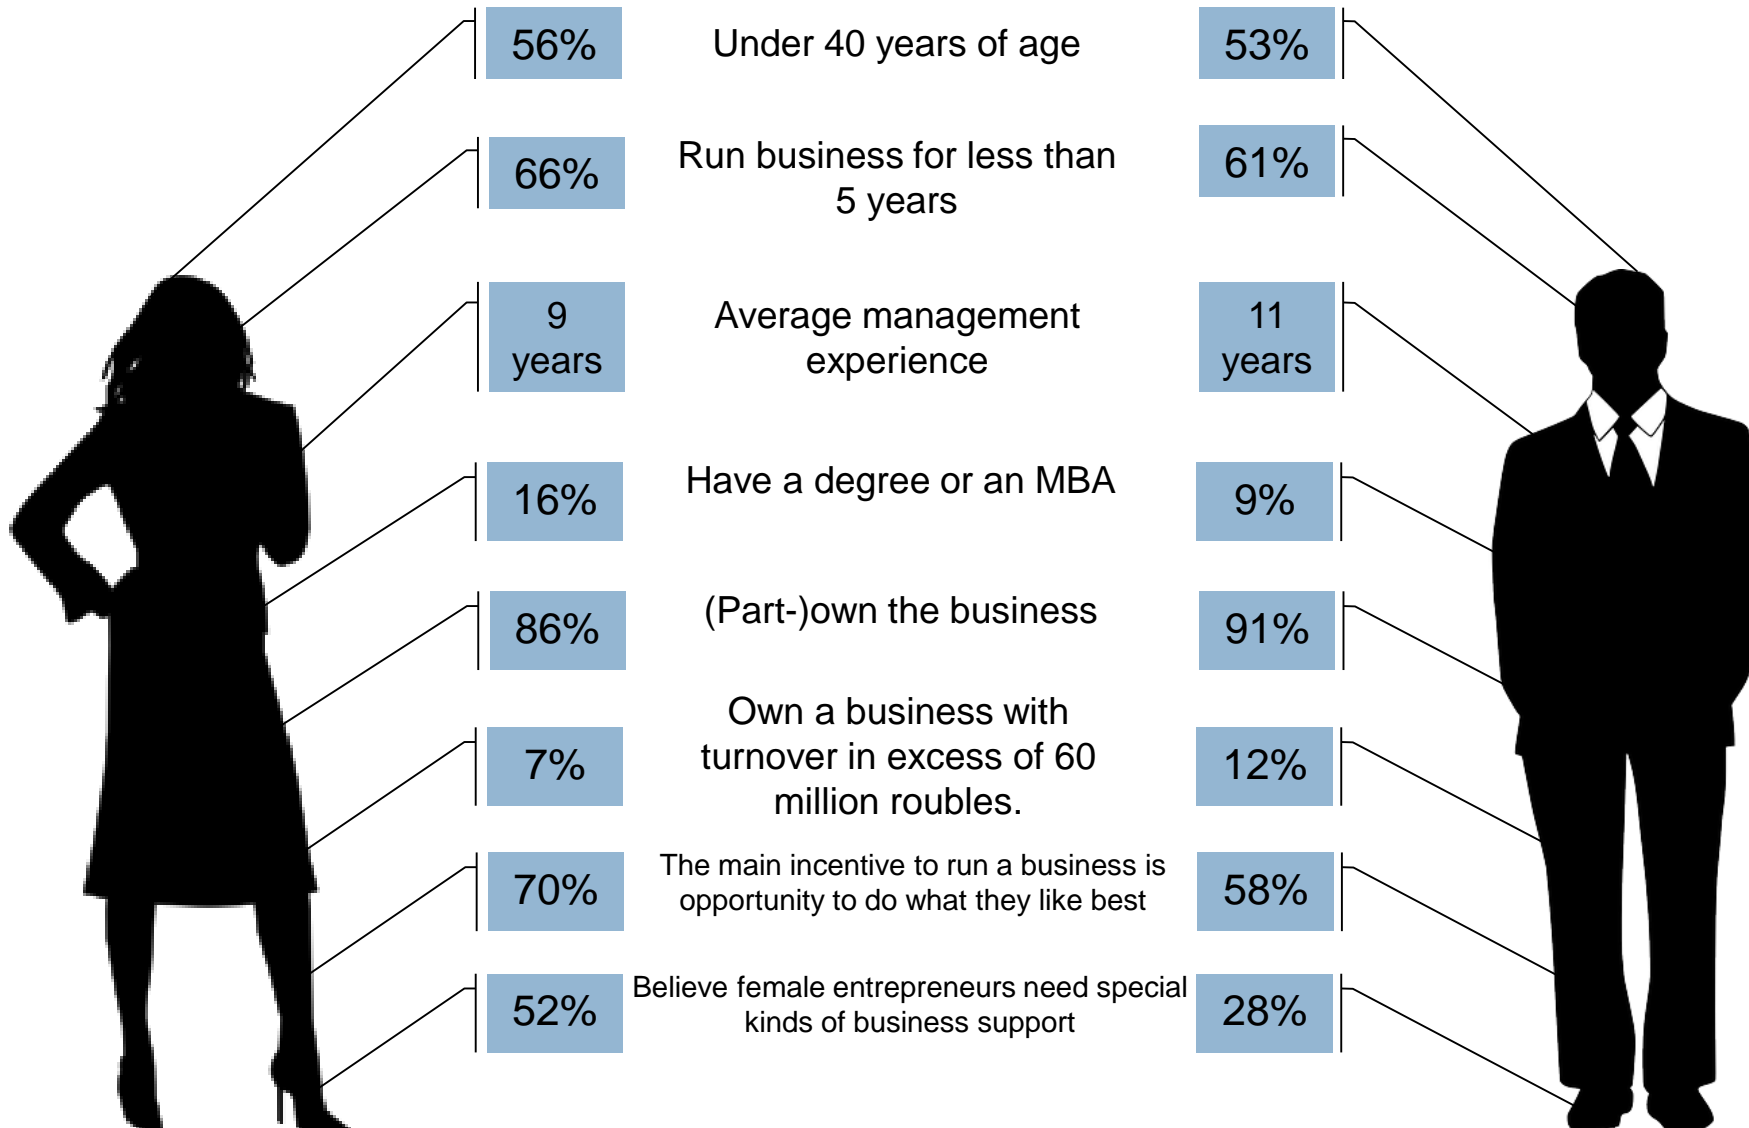 56% Under 40 years of age 53%
66% Run business for less than 61%
5 years
9 Average management 11
years experience years
16% Have a degree or an MBA 9%
86% (Part-)own the business 91%
Own a business with
7% turnover in excess of 60 12%
million roubles.
70% The main incentive to run a business is 58%
opportunity to do what they like best
52% Believe female entrepreneurs need special 28%
kinds of business support